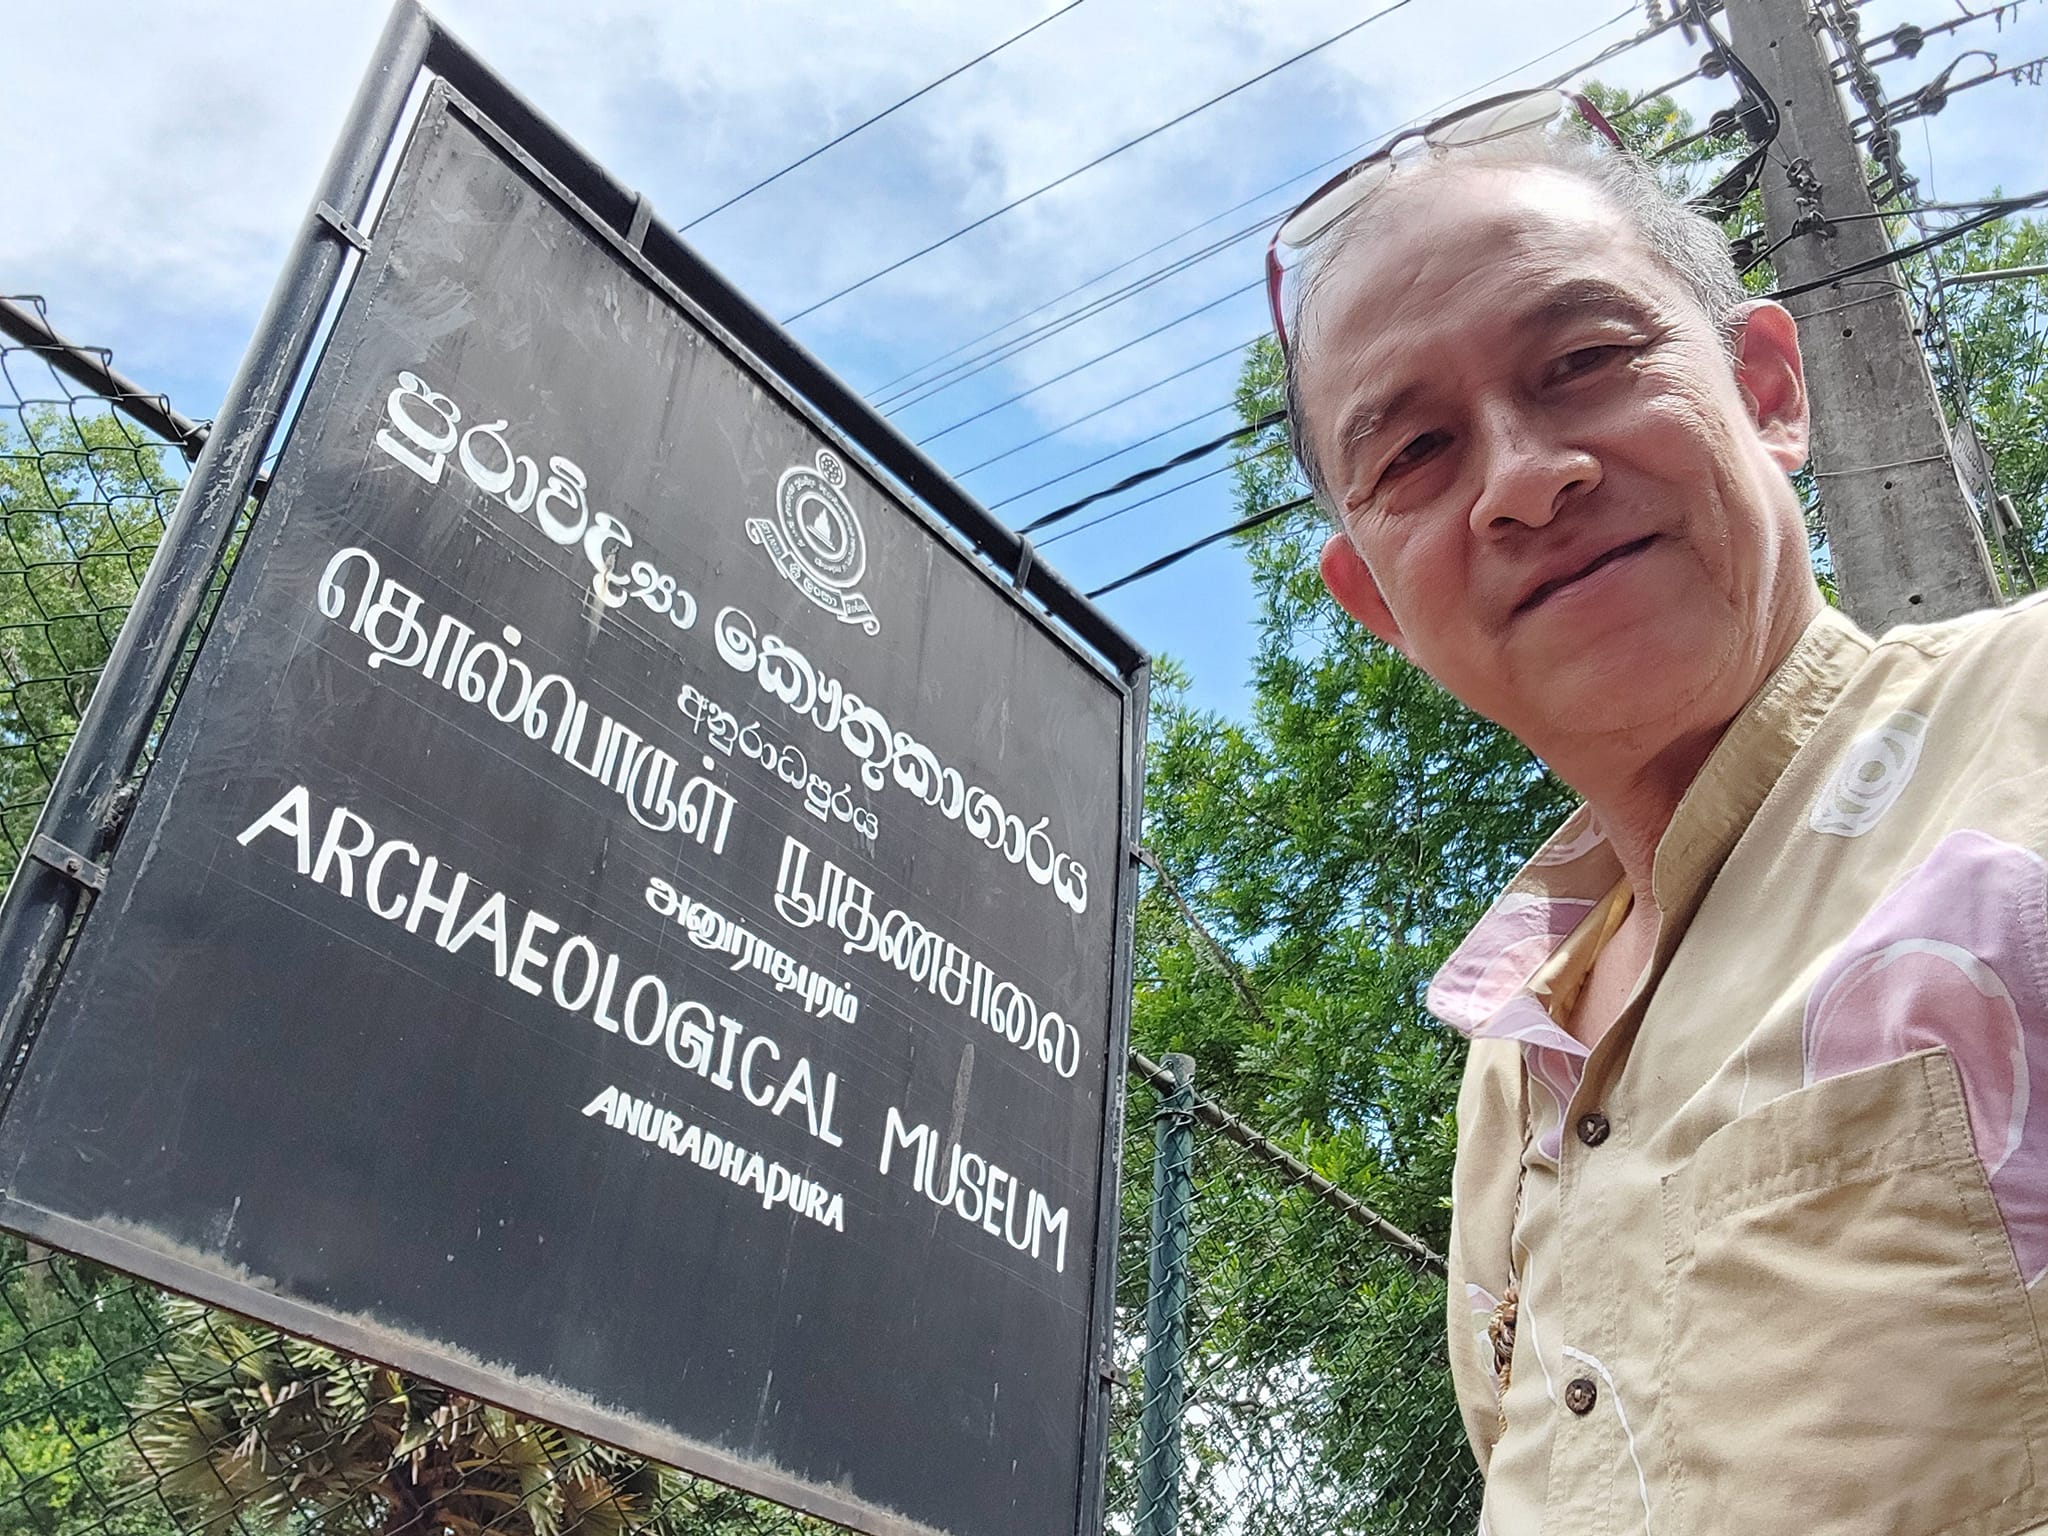 පුරාවිද්‍යා කෞතුකාගාරය
අනුරාධපුරය
தொல்பொருள் நூதனசாலை
அனுராதபுரம்
ARCHAEOLOGICAL MUSEUM
ANURADHAPURA